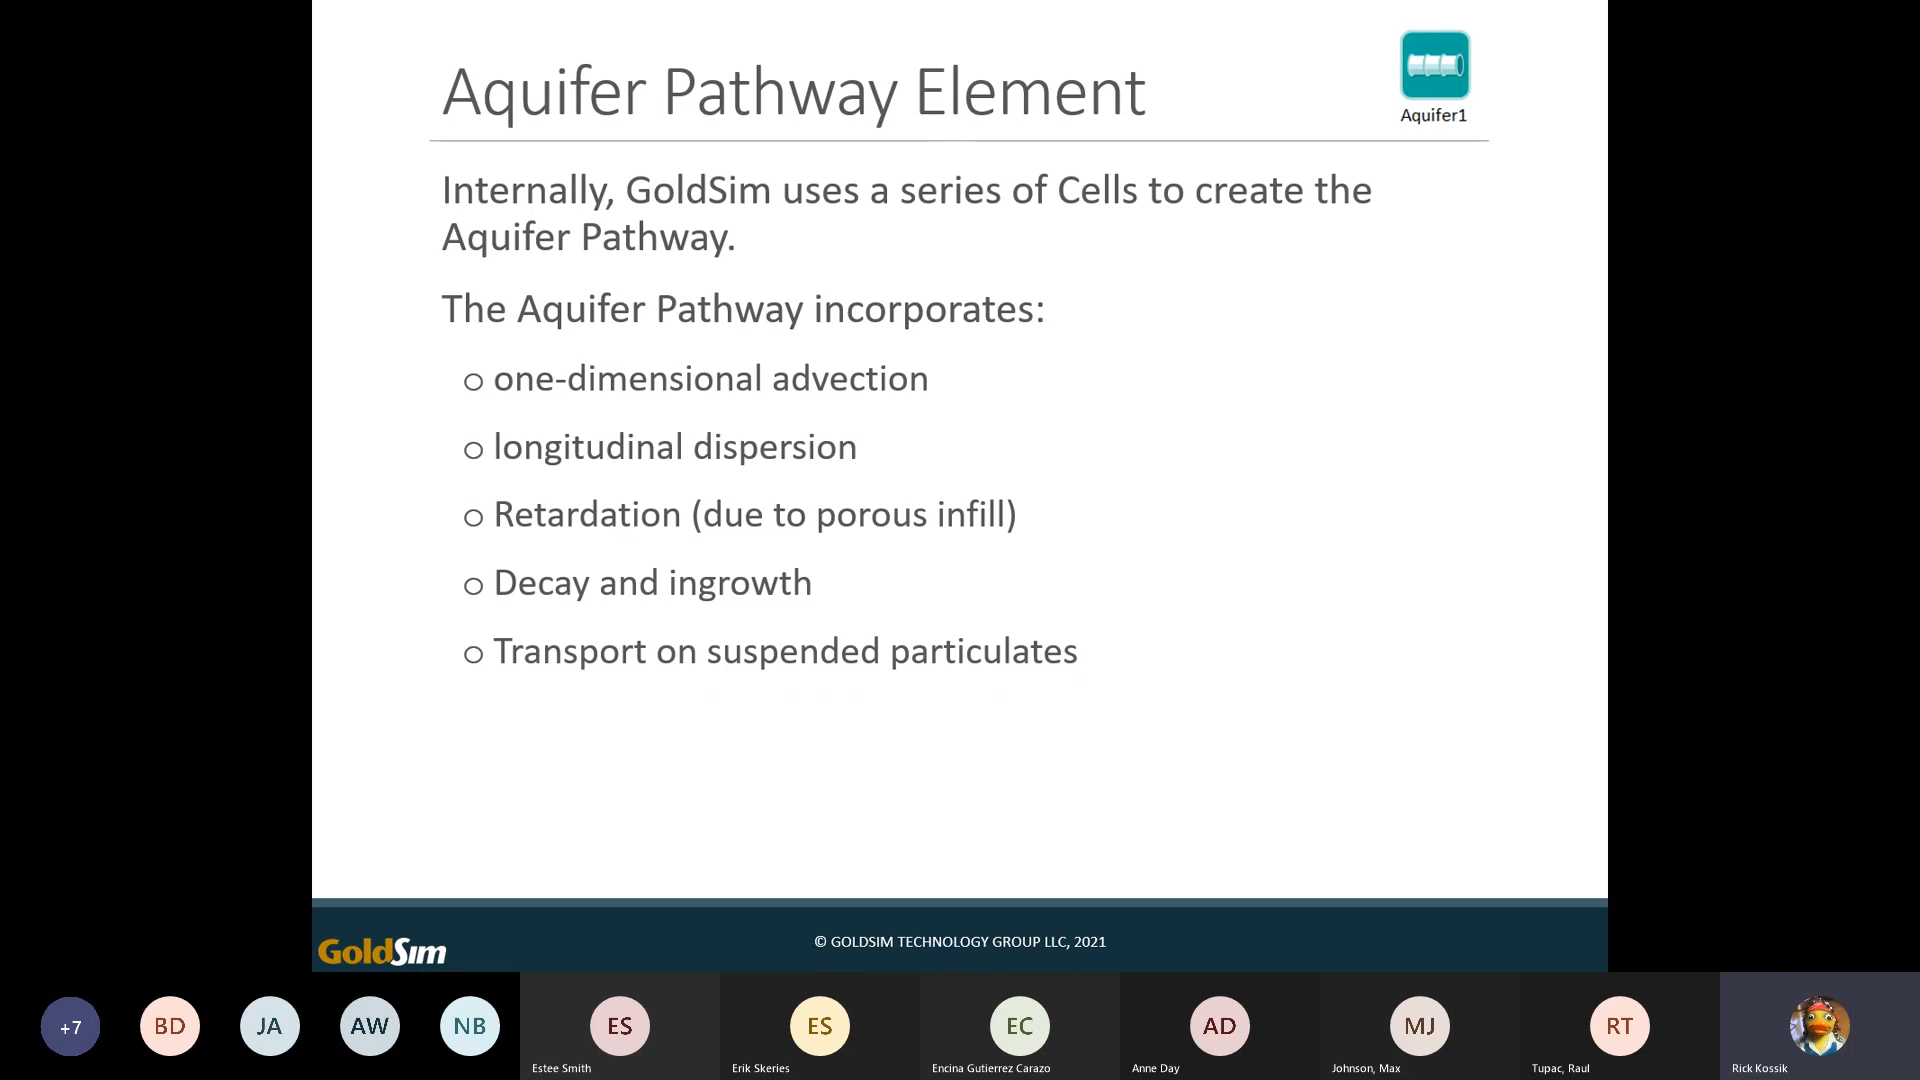 Aquifer Pathway Element
Aquifer1
Internally, GoldSim uses a series of Cells to create the
Aquifer Pathway.
The Aquifer Pathway incorporates:
o one-dimensional advection
o longitudinal dispersion
o Retardation (due to porous infill)
o Decay and ingrowth
o Transport on suspended particulates
GoldSim
© GOLDSIM TECHNOLOGY GROUP LLC, 2021
+7
BD
JA
AW
NB
ES
ES
EC
AD
MJ
RT
Estee Smith
Erik Skeries
Encina Gutierrez Carazo
Anne Day
Johnson, Max
Tupac, Raul
Rick Kossik